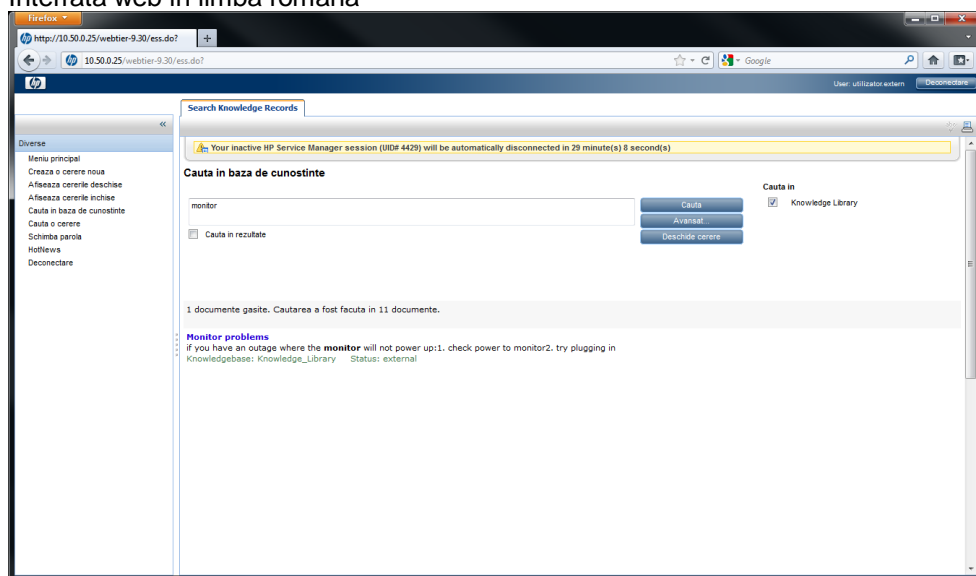 Interfata web in limba romana
Firefox
http://10.50.0.25/webtier-9.30/ess.do?
10.50.0.25/webtier-9.30/ess.do?
Google
hp
User: utilizator.extern
Deconectare
Search Knowledge Records
«
Diverse
Meniu principal
Creaza o cerere noua
Afiseaza cererile deschise
Afiseaza cererile inchise
Cauta in baza de cunostinte
Cauta o cerere
Schimba parola
HotNews
Deconectare
Your inactive HP Service Manager session (UID# 4429) will be automatically disconnected in 29 minute(s) 8 second(s)
Cauta in baza de cunostinte
monitor
Cauta
Avansat...
Deschide cerere
Cauta in
Knowledge Library
Cauta in rezultate
1 documente gasite. Cautarea a fost facuta in 11 documente.
Monitor problems
if you have an outage where the monitor will not power up:1. check power to monitor2. try plugging in
Knowledgebase: Knowledge_Library Status: external